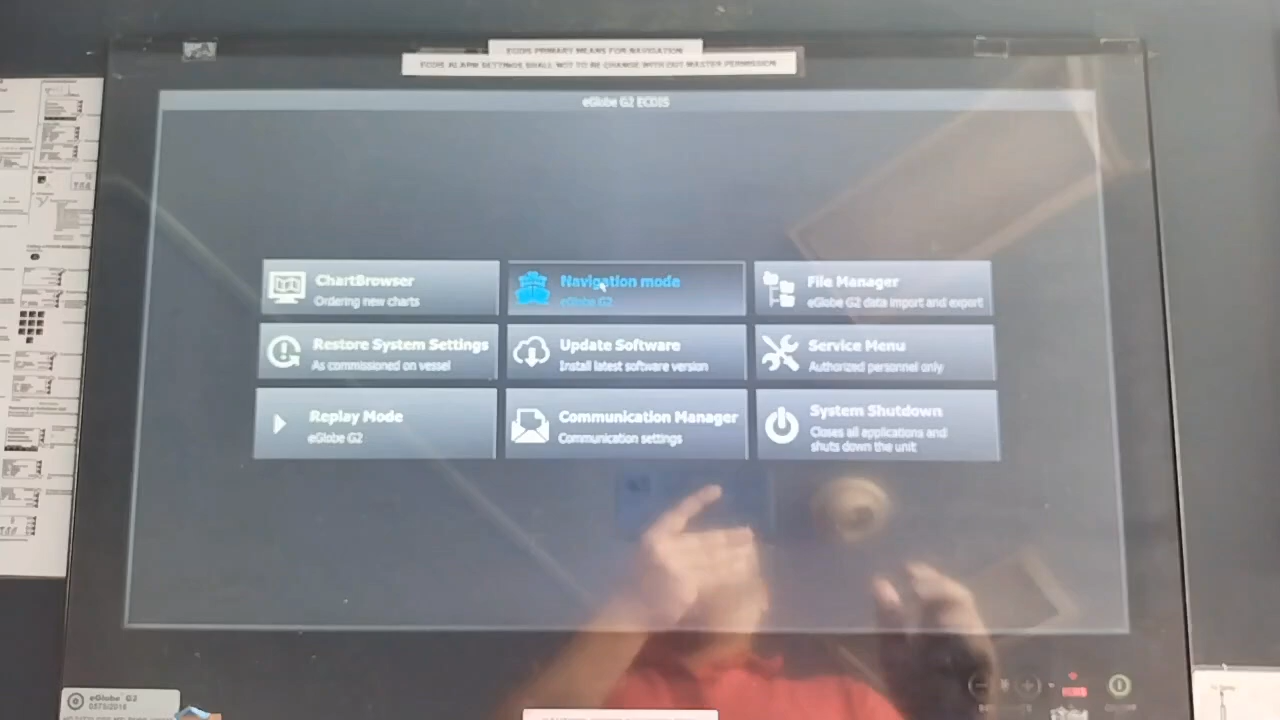 ECDIS PRIMARY MEANS FOR NAVIGATION
ECDIS ALARM SETTINGS SHALL NOT TO BE CHANGE WITH OUT MASTER PERMISSION
eGlobe G2 ECDIS
ChartBrowser
Ordering new charts
Navigation mode
eGlobe G2
File Manager
eGlobe G2 data import and export
Restore System Settings
As commissioned on vessel
Update Software
Install latest software version
Service Menu
Authorized personnel only
Replay Mode
eGlobe G2
Communication Manager
Communication settings
System Shutdown
Closes all applications and
shuts down the unit
eGlobe G2